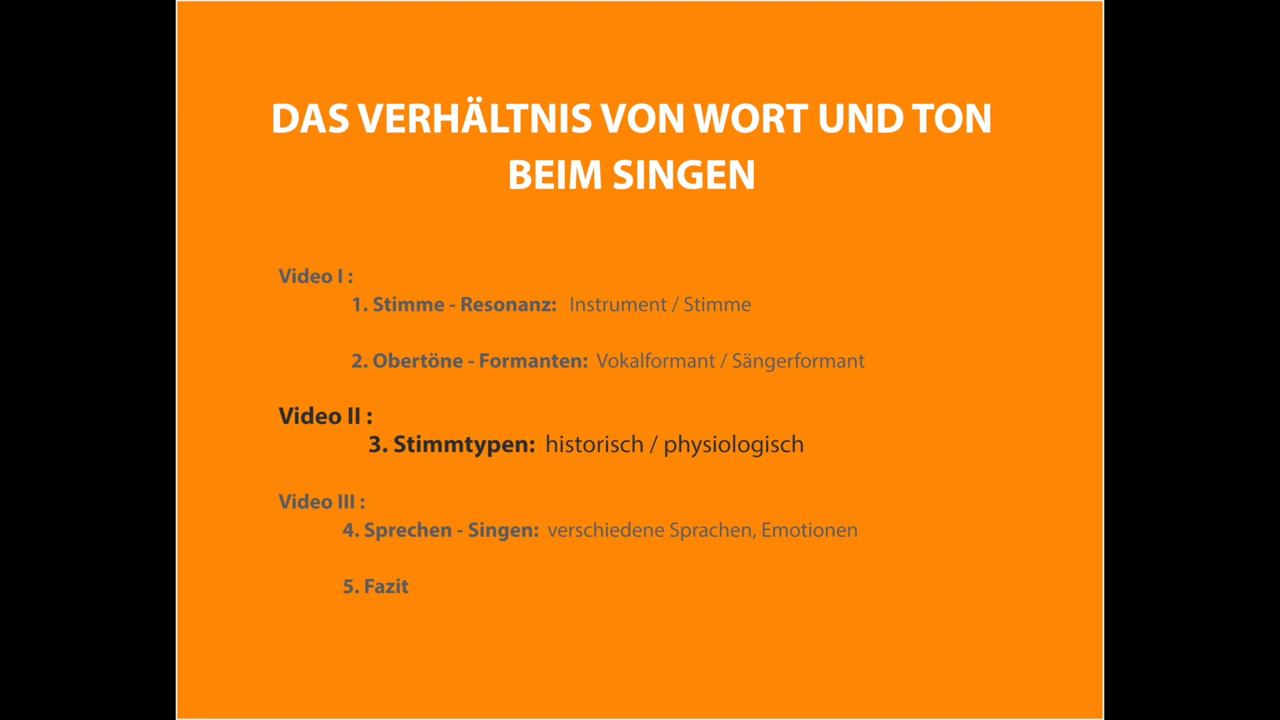 DAS VERHÄLTNIS VON WORT UND TON
BEIM SINGEN
Video I :
1. Stimme - Resonanz: Instrument / Stimme
2. Obertöne - Formanten: Vokalformant / Sängerformant
Video II :
3. Stimmtypen: historisch / physiologisch
Video III :
4. Sprechen - Singen: verschiedene Sprachen, Emotionen
5. Fazit